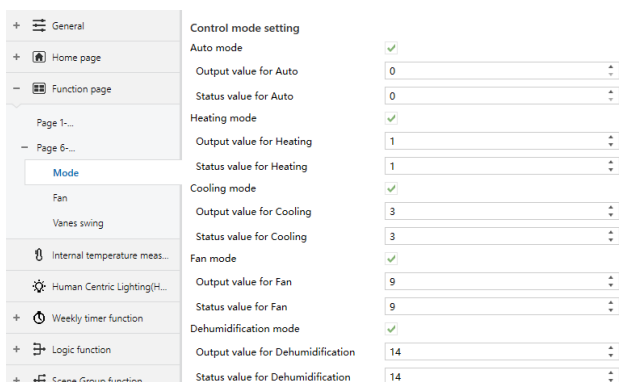 General
Home page
Function page
Page 1-...
Page 6-...
Mode
Fan
Vanes swing
Internal temperature meas...
Human Centric Lighting(H...
Weekly timer function
Logic function
Scene Group function
Control mode setting
Auto mode
Output value for Auto 0
Status value for Auto 0
Heating mode
Output value for Heating 1
Status value for Heating 1
Cooling mode
Output value for Cooling 3
Status value for Cooling 3
Fan mode
Output value for Fan 9
Status value for Fan 9
Dehumidification mode
Output value for Dehumidification 14
Status value for Dehumidification 14